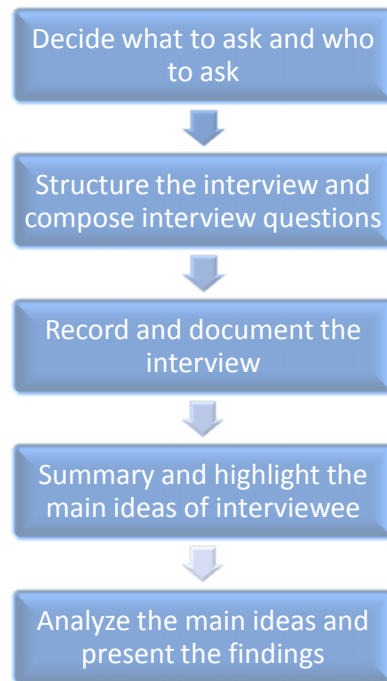 Decide what to ask and who
to ask
Structure the interview and
compose interview questions
Record and document the
interview
Summary and highlight the
main ideas of interviewee
Analyze the main ideas and
present the findings